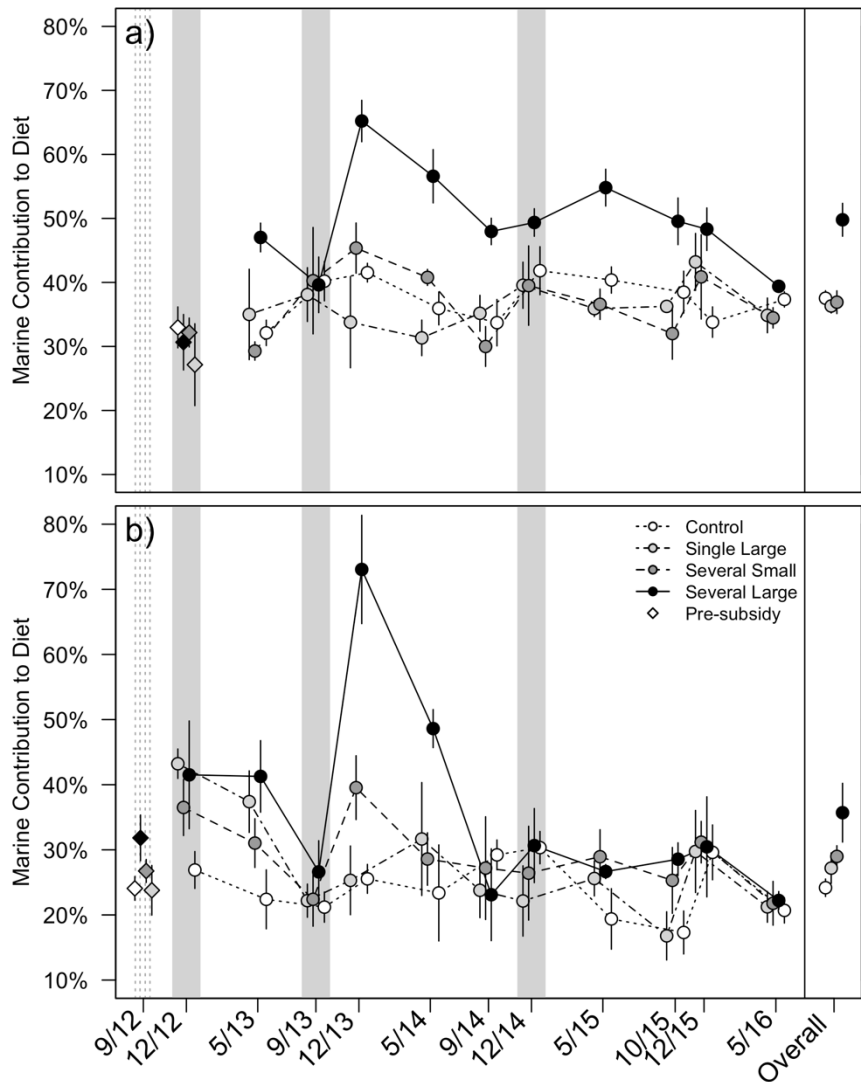 a)
80%
70%
60%
50%
40%
30%
20%
10%
Marine Contribution to Diet
b)
80%
70%
60%
50%
40%
30%
20%
10%
Marine Contribution to Diet
Control
Single Large
Several Small
Several Large
Pre-subsidy
9/12
12/12
5/13
9/13
12/13
5/14
9/14
12/14
5/15
10/15
12/15
5/16
Overall